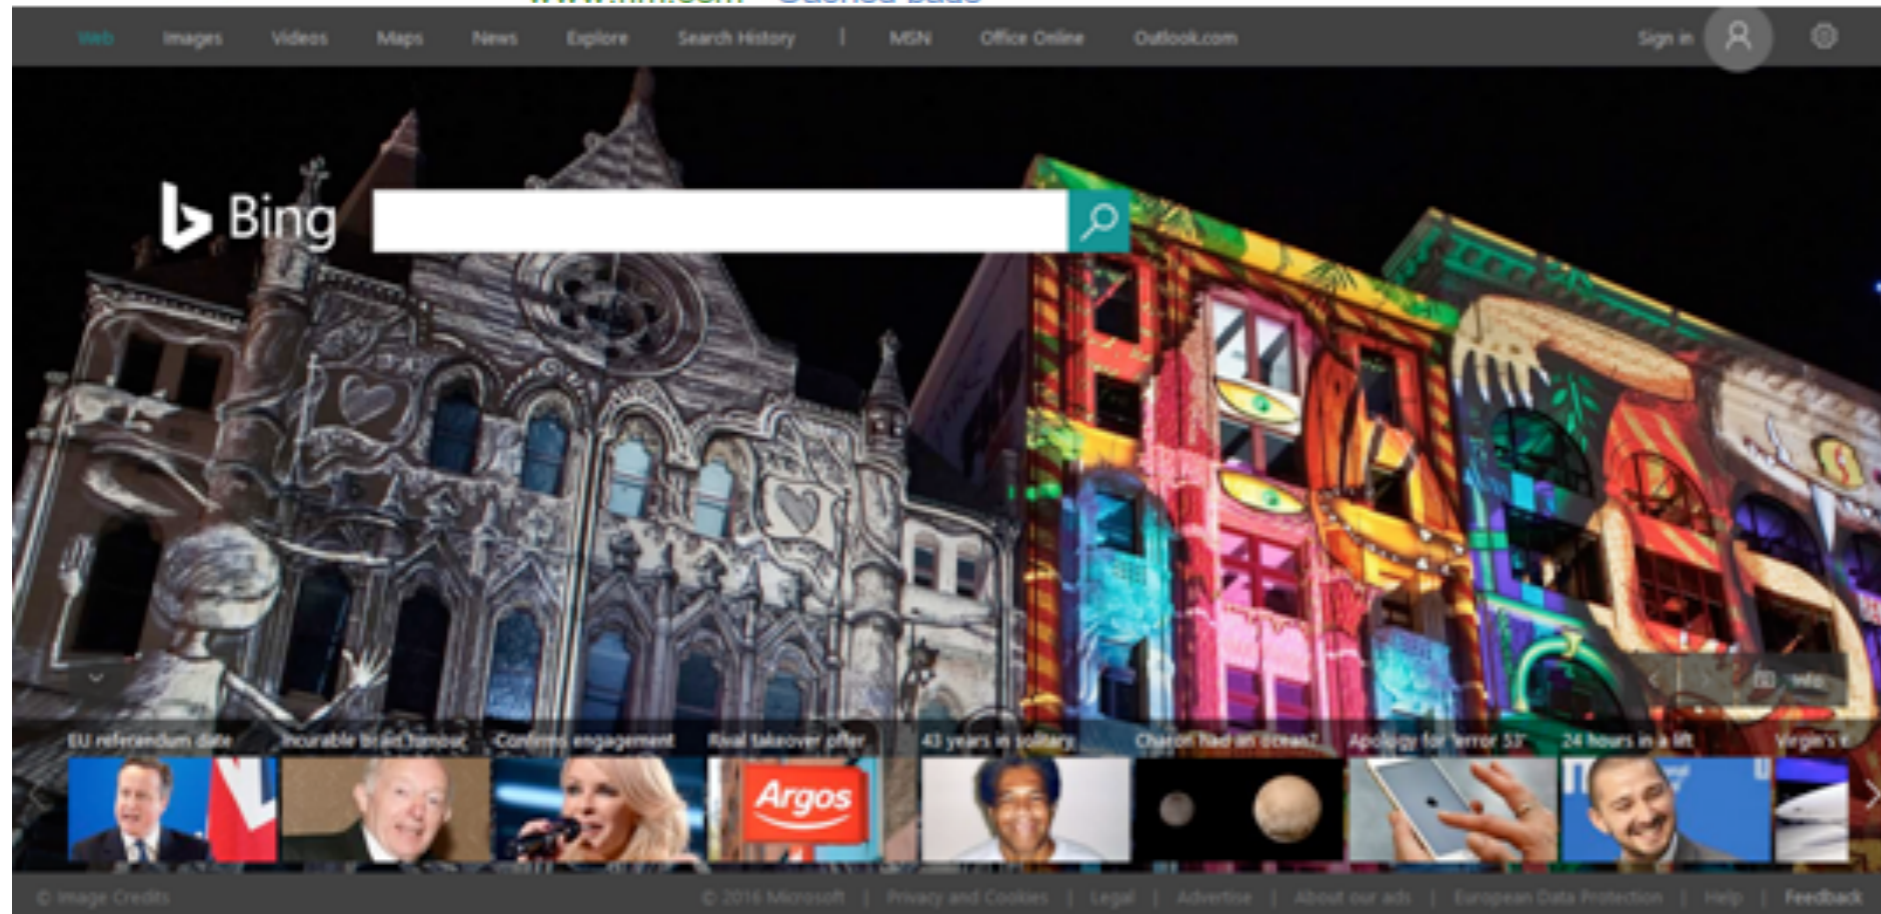 Web Images Videos Maps News Explore Search History | MSN Office Online Outlook.com Sign in
Bing
Info
EU referendum date Incurable brain tumour Confirms engagement Rival takeover offer 43 years in solitary Charon had an ocean? Apology for 'error 53' 24 hours in a lift Virgin's
Argos
© Image Credits © 2016 Microsoft | Privacy and Cookies | Legal | Advertise | About our ads | European Data Protection | Help | Feedback